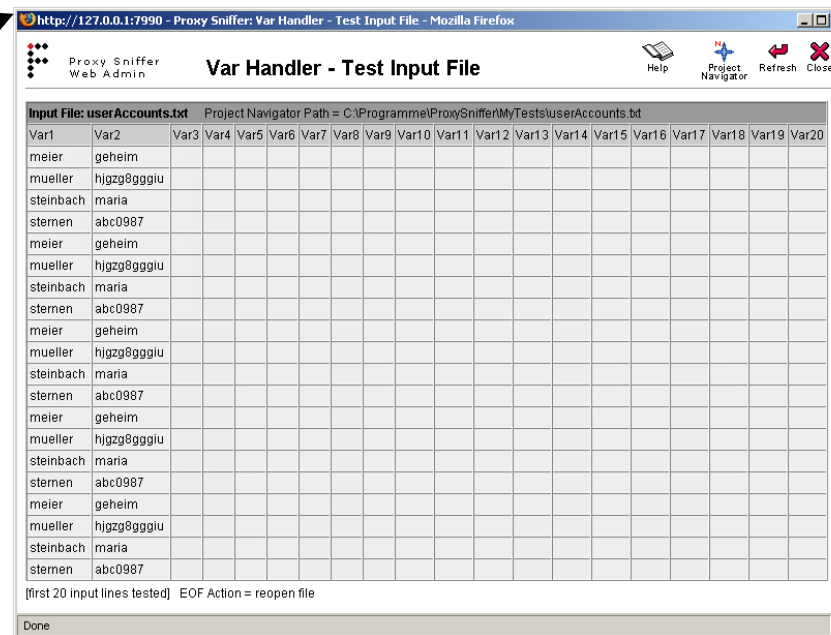 http://127.0.0.1:7990 - Proxy Sniffer: Var Handler - Test Input File - Mozilla Firefox
Proxy Sniffer
Web Admin
Var Handler - Test Input File
Help
N
Project
Navigator
Refresh
Close
Input File: userAccounts.txt Project Navigator Path = C:\Programme\ProxySniffer\MyTests\userAccounts.txt
Var1 Var2 Var3 Var4 Var5 Var6 Var7 Var8 Var9 Var10 Var11 Var12 Var13 Var14 Var15 Var16 Var17 Var18 Var19 Var20
meier geheim
mueller hjgzg8gggiu
steinbach maria
sternen abc0987
meier geheim
mueller hjgzg8gggiu
steinbach maria
sternen abc0987
meier geheim
mueller hjgzg8gggiu
steinbach maria
sternen abc0987
meier geheim
mueller hjgzg8gggiu
steinbach maria
sternen abc0987
meier geheim
mueller hjgzg8gggiu
steinbach maria
sternen abc0987
[first 20 input lines tested] EOF Action = reopen file
Done